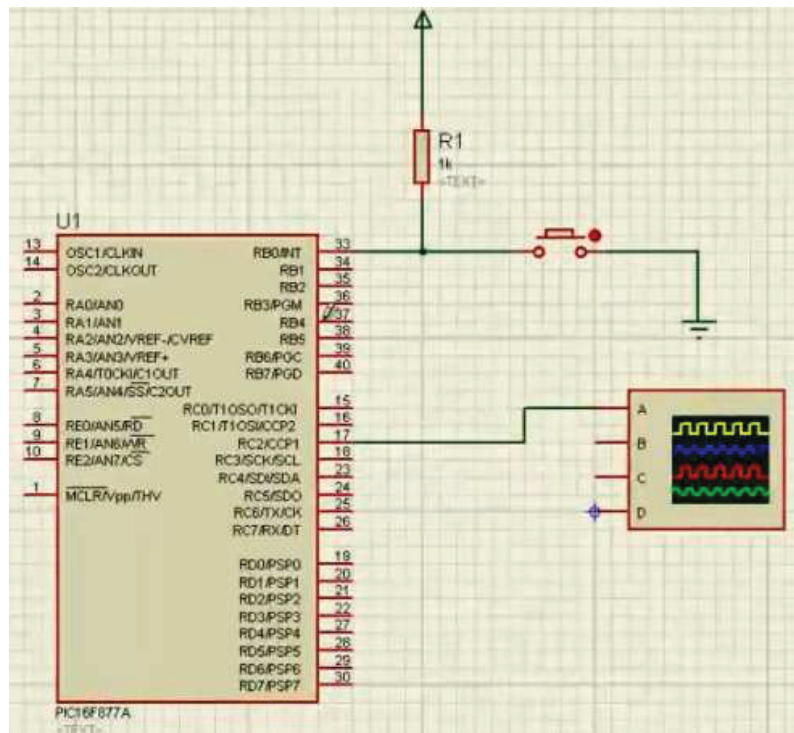 R1
1k
<TEXT>
U1
13 OSC1/CLKIN
14 OSC2/CLKOUT
2 RA0/AN0
3 RA1/AN1
4 RA2/AN2/VREF-/CVREF
5 RA3/AN3/VREF+
6 RA4/T0CKI/C1OUT
7 RA5/AN4/SS/C2OUT
8 RE0/AN5/RD
9 RE1/AN6/WR
10 RE2/AN7/CS
1 MCLR/Vpp/THV
RB0/INT 33
RB1 34
RB2 35
RB3/PGM 36
RB4 37
RB5 38
RB6/PGC 39
RB7/PGD 40
RC0/T1OSO/T1CKI 15
RC1/T1OSI/CCP2 16
RC2/CCP1 17
RC3/SCK/SCL 18
RC4/SDI/SDA 23
RC5/SDO 24
RC6/TX/CK 25
RC7/RX/DT 26
RD0/PSP0 19
RD1/PSP1 20
RD2/PSP2 21
RD3/PSP3 22
RD4/PSP4 27
RD5/PSP5 28
RD6/PSP6 29
RD7/PSP7 30
PIC16F877A
<TEXT>
A
B
C
D